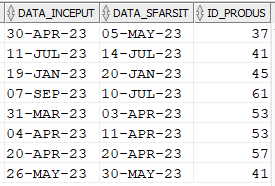 DATA_INCEPUT DATA_SFARSIT ID_PRODUS
30-APR-23 05-MAY-23 37
11-JUL-23 14-JUL-23 41
19-JAN-23 20-JAN-23 45
07-SEP-23 10-JUL-23 61
31-MAR-23 03-APR-23 53
04-APR-23 11-APR-23 53
20-APR-23 20-APR-23 57
26-MAY-23 30-MAY-23 41